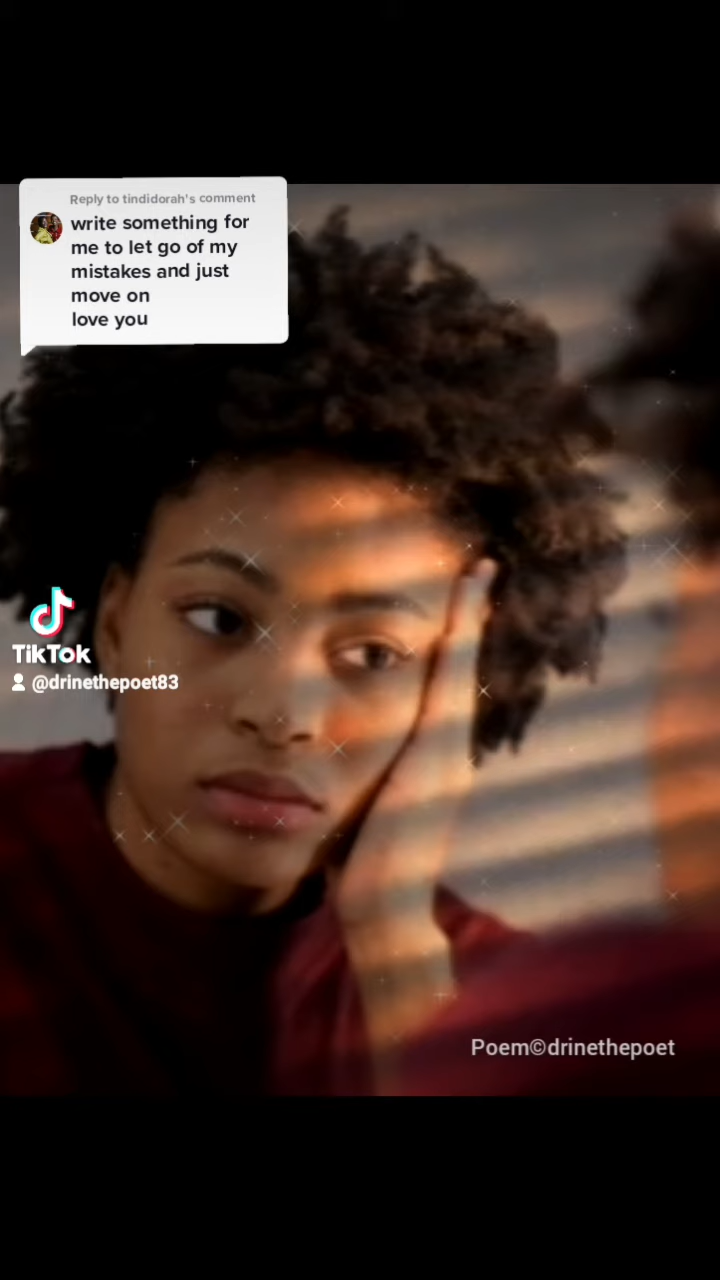 Reply to tindidorah's comment
write something for
me to let go of my
mistakes and just
move on
love you
TikTok
@drinethepoet83
Poem©drinethepoet